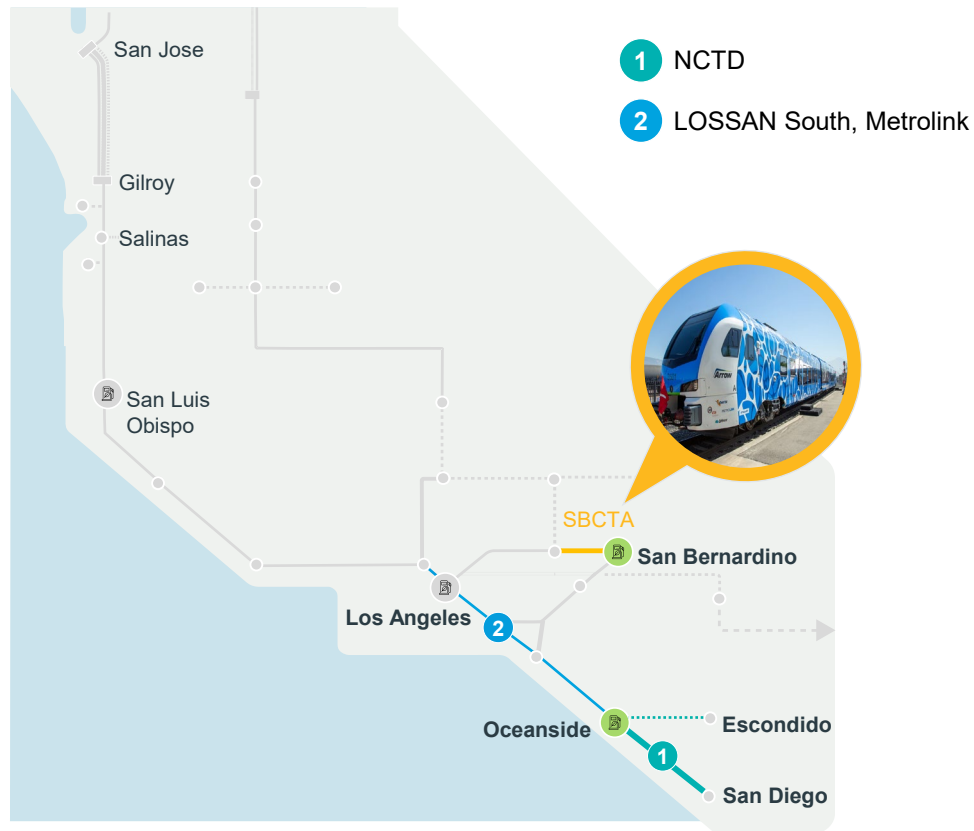 San Jose
1 NCTD
2 LOSSAN South, Metrolink
Gilroy
Salinas
ARROW
San Luis
Obispo
SBCTA
San Bernardino
Los Angeles
2
Oceanside
Escondido
1
San Diego